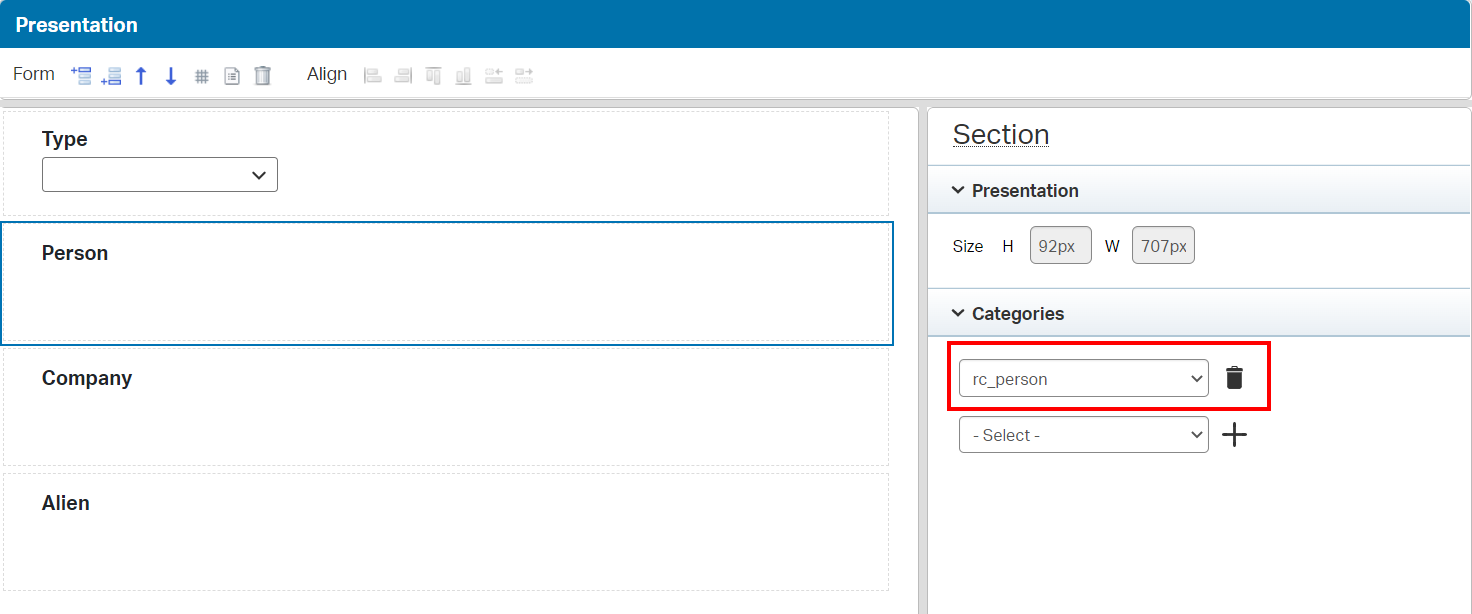 Presentation
Form Align
Type
Person
Company
Alien
Section
Presentation
Size H 92px W 707px
Categories
rc_person
- Select -